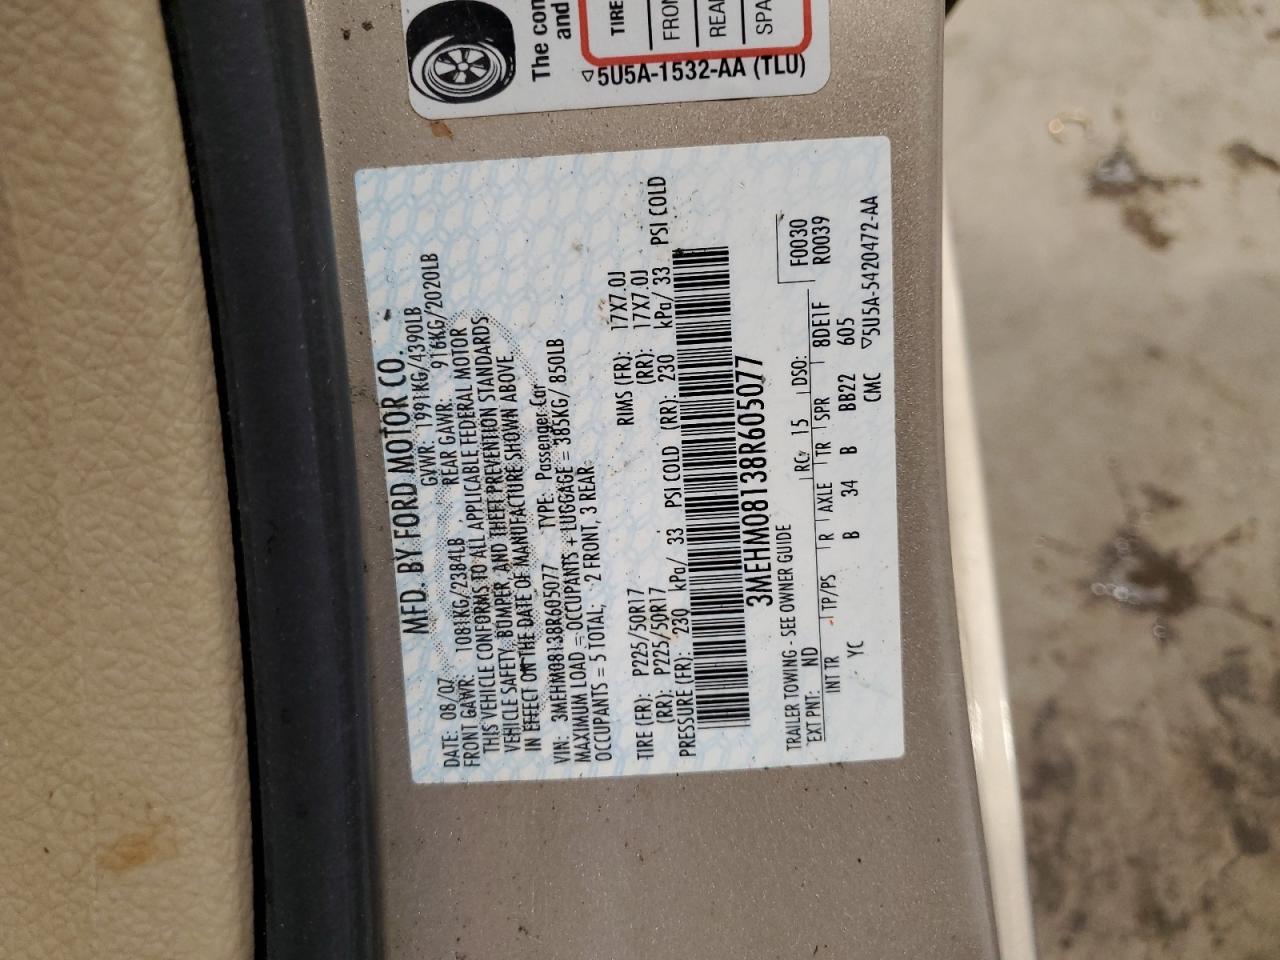 The con
and
TIRE
FRON
REAR
SPA
▽5U5A-1532-AA (TLU)
MFD. BY FORD MOTOR CO.
DATE: 08/07 GVWR: 1991KG/4390LB
FRONT GAWR: 1081KG/2384LB REAR GAWR: 916KG/2020LB
THIS VEHICLE CONFORMS TO ALL APPLICABLE FEDERAL MOTOR
VEHICLE SAFETY, BUMPER, AND THEFT PREVENTION STANDARDS
IN EFFECT ON THE DATE OF MANUFACTURE SHOWN ABOVE
VIN: 3MEHM08138R605077 TYPE: Passenger Car
MAXIMUM LOAD = OCCUPANTS + LUGGAGE = 385KG/ 850LB
OCCUPANTS = 5 TOTAL; 2 FRONT, 3 REAR
TIRE (FR): P225/50R17 RIMS (FR): 17X7.0J
(RR): P225/50R17 (RR): 17X7.0J
PRESSURE (FR): 230 kPa/ 33 PSI COLD (RR): 230 kPa/ 33 PSI COLD
3MEHM08138R605077
TRAILER TOWING - SEE OWNER GUIDE F0030
EXT PNT: ND RC: 15 DSO: R0039
INT TR TP/PS R AXLE TR SPR 8DE1F
YC B 34 B BB22 605
CMC ▽5U5A-5420472-AA